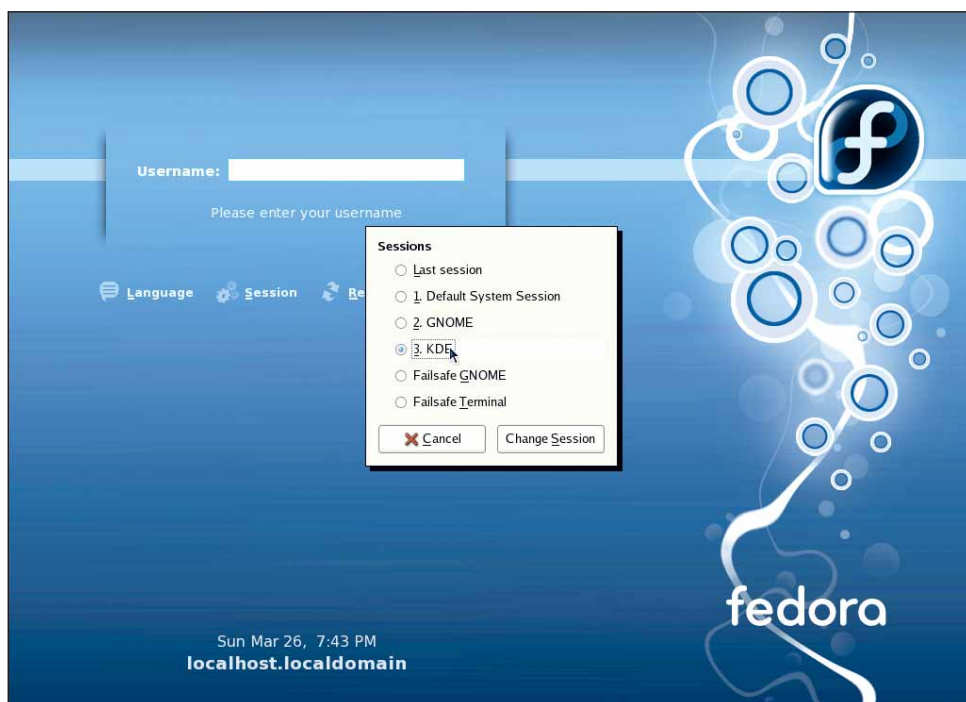 Username:
Please enter your username
Language
Session
Re
Sessions
Last session
1. Default System Session
2. GNOME
3. KDE
Failsafe GNOME
Failsafe Terminal
Cancel
Change Session
fedora
Sun Mar 26, 7:43 PM
localhost.localdomain